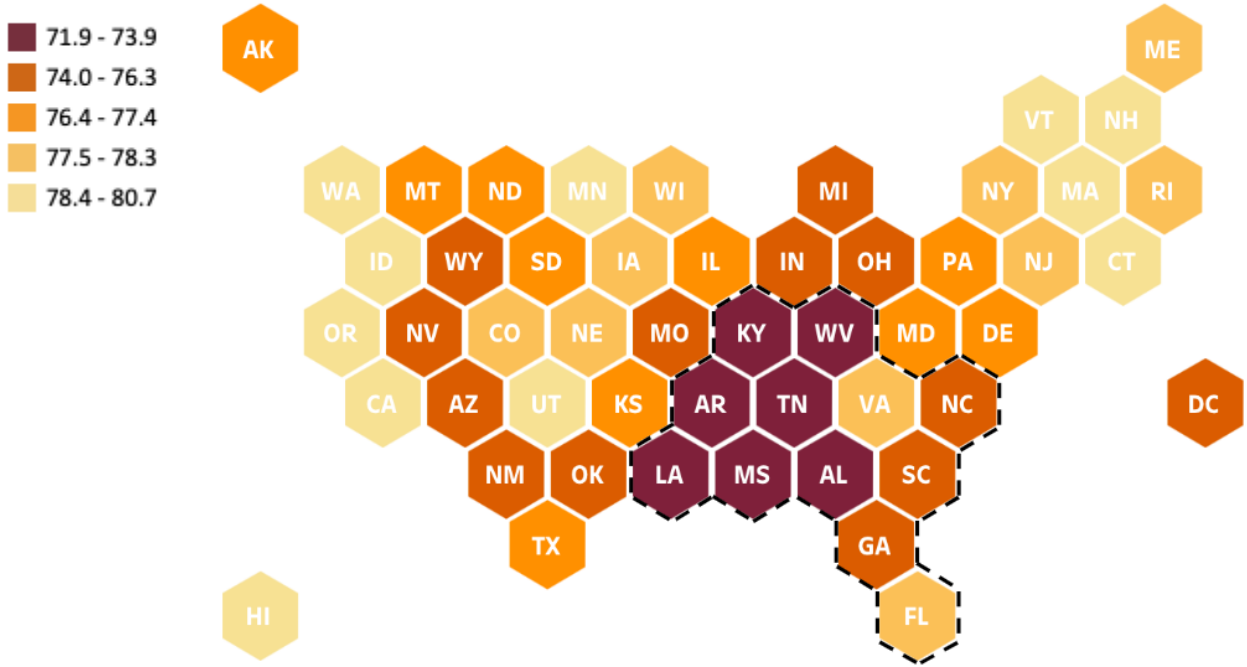 71.9 - 73.9
74.0 - 76.3
76.4 - 77.4
77.5 - 78.3
78.4 - 80.7
AK
ME
VT NH
WA MT ND MN WI MI NY MA RI
ID WY SD IA IL IN OH PA NJ CT
OR NV CO NE MO KY WV MD DE
CA AZ UT KS AR TN VA NC DC
NM OK LA MS AL SC
TX GA
HI FL